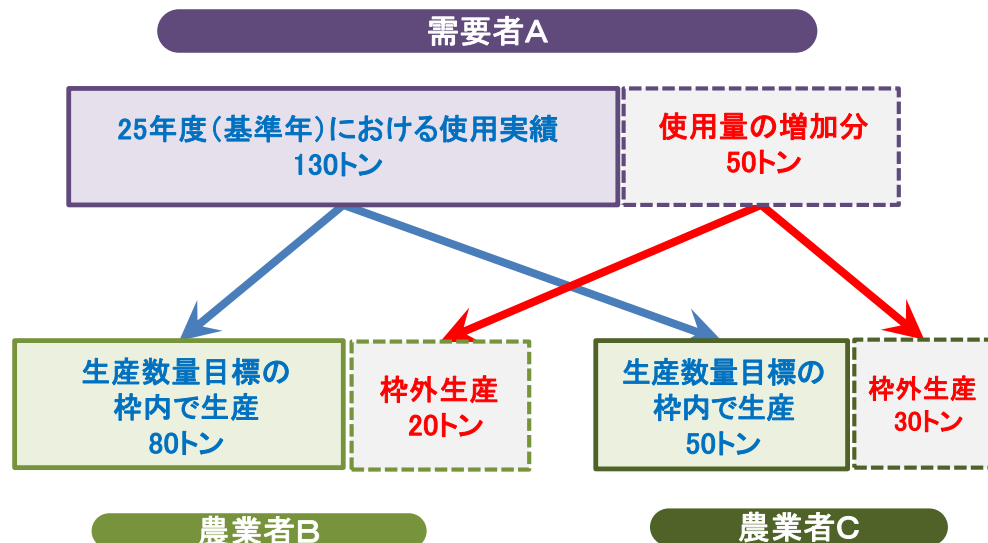 需要者A
25年度(基準年)における使用実績
130トン
使用量の増加分
50トン
生産数量目標の
枠内で生産
80トン
枠外生産
20トン
生産数量目標の
枠内で生産
50トン
枠外生産
30トン
農業者B
農業者C